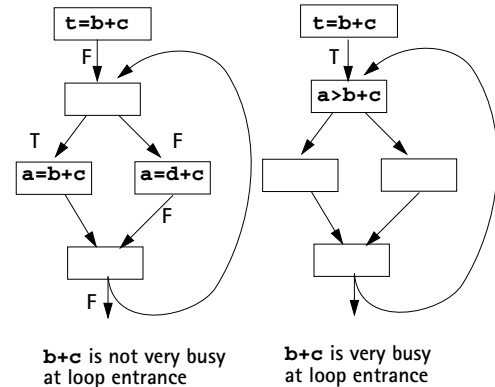 t=b+c
F
T
F
a=b+c
a=d+c
F
F
b+c is not very busy
at loop entrance
t=b+c
T
a>b+c
b+c is very busy
at loop entrance